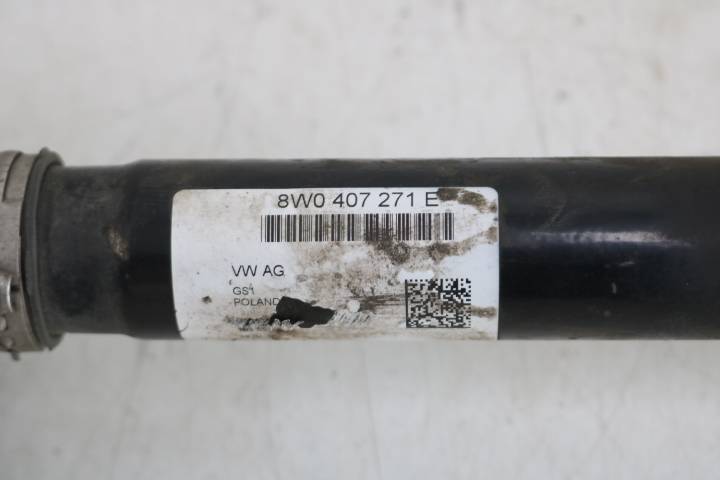 8W0 407 271 E
VW AG
GS1
POLAND